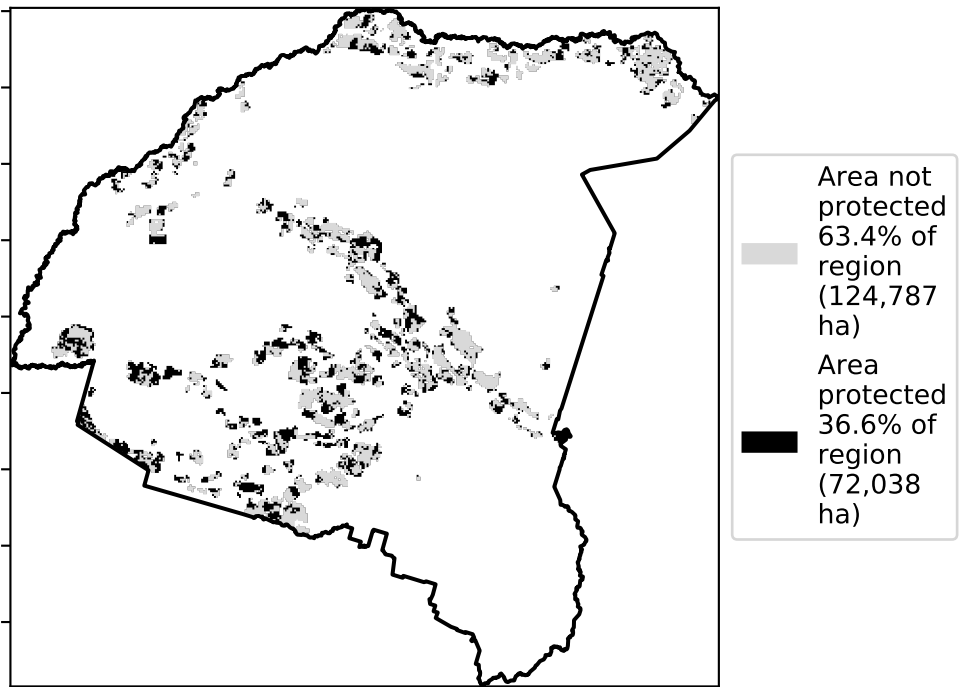 Area not
protected
63.4% of
region
(124,787
ha)
Area
protected
36.6% of
region
(72,038
ha)